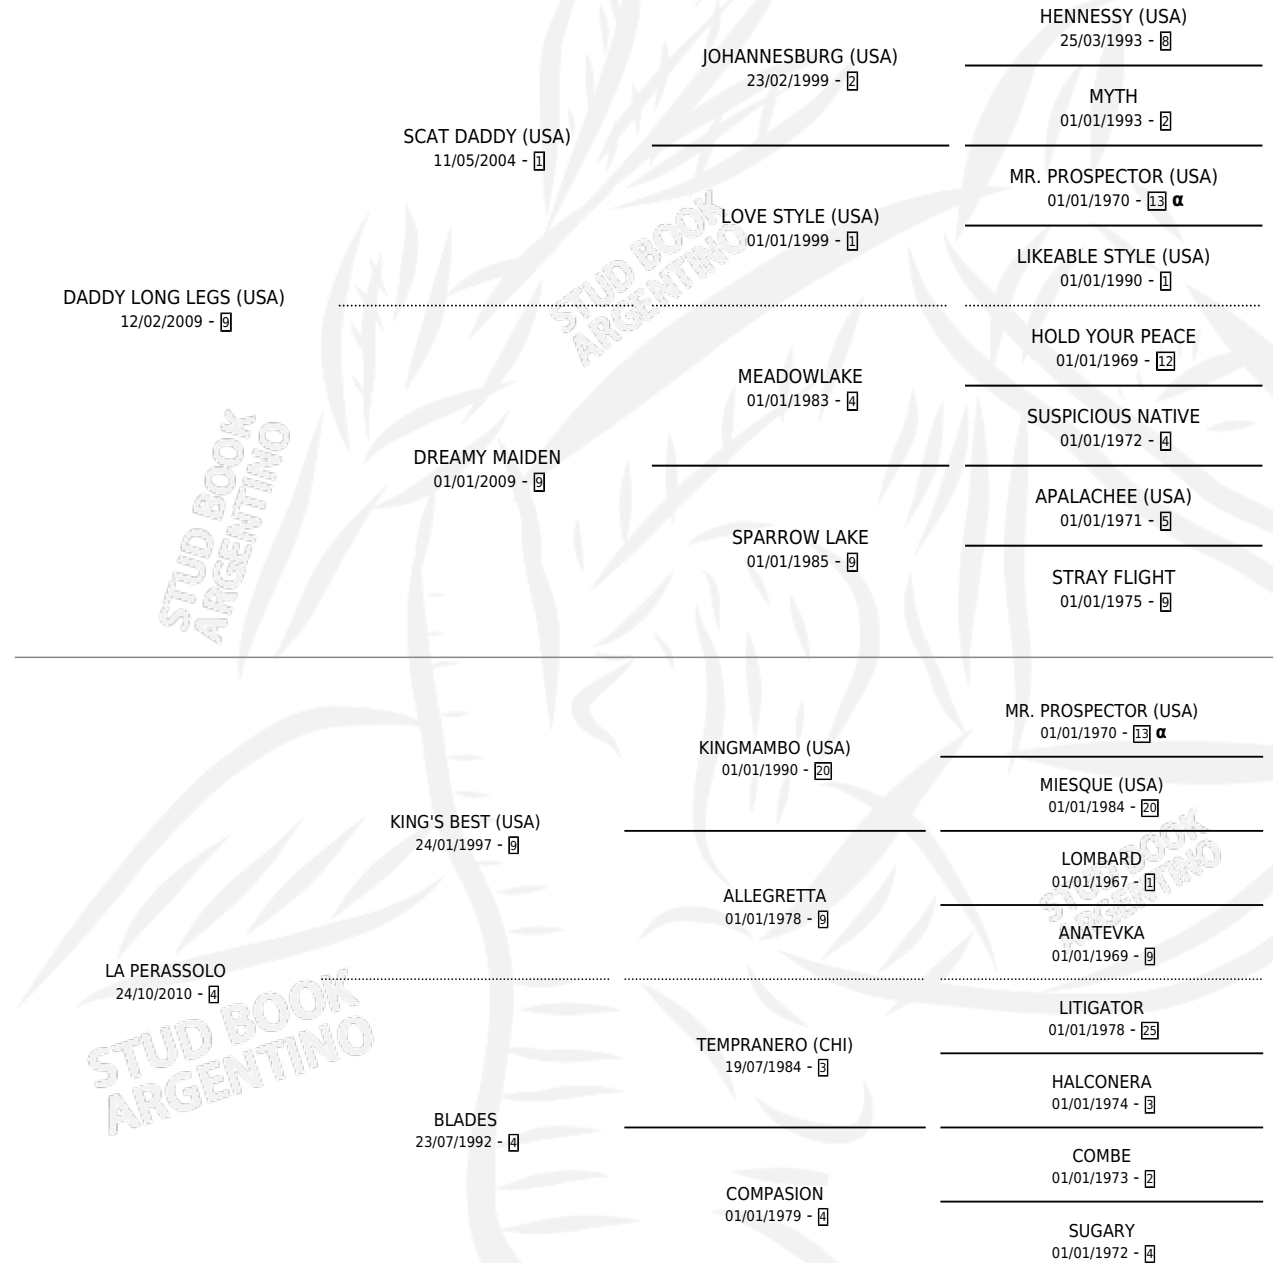 HENNESSY (USA)
25/03/1993 - 8
JOHANNESBURG (USA)
23/02/1999 - 2
MYTH
01/01/1993 - 2
SCAT DADDY (USA)
11/05/2004 - 1
MR. PROSPECTOR (USA)
01/01/1970 - 13 α
LOVE STYLE (USA)
01/01/1999 - 1
LIKEABLE STYLE (USA)
01/01/1990 - 1
DADDY LONG LEGS (USA)
12/02/2009 - 9
HOLD YOUR PEACE
01/01/1969 - 12
MEADOWLAKE
01/01/1983 - 4
SUSPICIOUS NATIVE
01/01/1972 - 4
DREAMY MAIDEN
01/01/2009 - 9
APALACHEE (USA)
01/01/1971 - 5
SPARROW LAKE
01/01/1985 - 9
STRAY FLIGHT
01/01/1975 - 9
MR. PROSPECTOR (USA)
01/01/1970 - 13 α
KINGMAMBO (USA)
01/01/1990 - 20
MIESQUE (USA)
01/01/1984 - 20
KING'S BEST (USA)
24/01/1997 - 9
LOMBARD
01/01/1967 - 1
ALLEGRETTA
01/01/1978 - 9
ANATEVKA
01/01/1969 - 9
LA PERASSOLO
24/10/2010 - 4
LITIGATOR
01/01/1978 - 25
TEMPRANERO (CHI)
19/07/1984 - 3
HALCONERA
01/01/1974 - 3
BLADES
23/07/1992 - 4
COMBE
01/01/1973 - 2
COMPASION
01/01/1979 - 4
SUGARY
01/01/1972 - 4
STUD BOOK
ARGENTINO
STUD BOOK
ARGENTINO
STUD BOOK
ARGENTINO
STUD BOOK
ARGENTINO